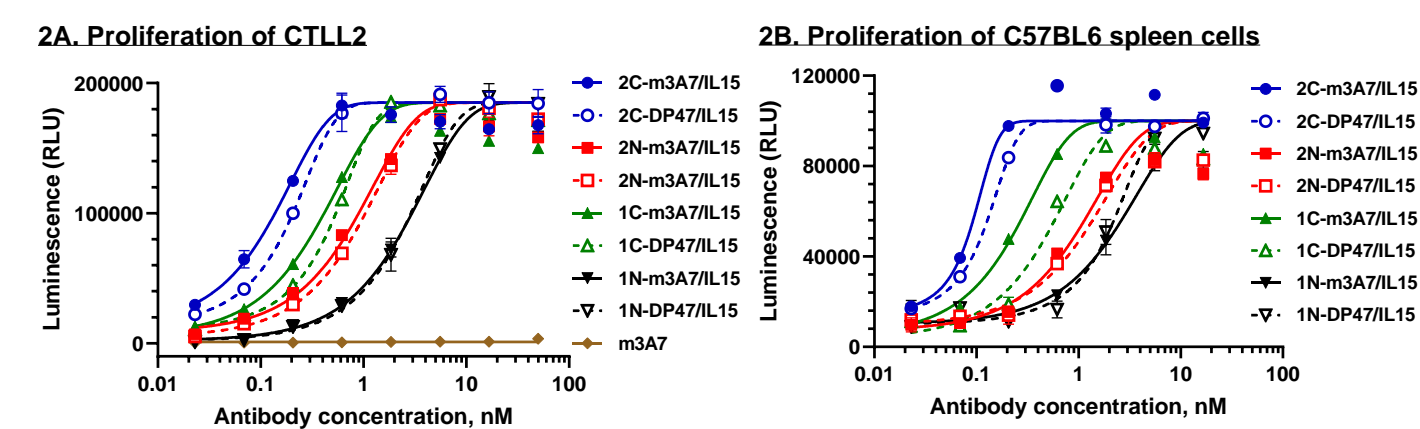 2A. Proliferation of CTLL2
Luminescence (RLU)
200000
100000
0
0.01 0.1 1 10 100
Antibody concentration, nM
2C-m3A7/IL15
2C-DP47/IL15
2N-m3A7/IL15
2N-m3A7/IL15
1C-m3A7/IL15
1C-DP47/IL15
1N-m3A7/IL15
1N-DP47/IL15
m3A7
2B. Proliferation of C57BL6 spleen cells
Luminescence (RLU)
120000
80000
40000
0
0.01 0.1 1 10 100
Antibody concentration, nM
2C-m3A7/IL15
2C-DP47/IL15
2N-m3A7/IL15
2N-DP47/IL15
1C-m3A7/IL15
1C-DP47/IL15
1N-m3A7/IL15
1N-DP47/IL15